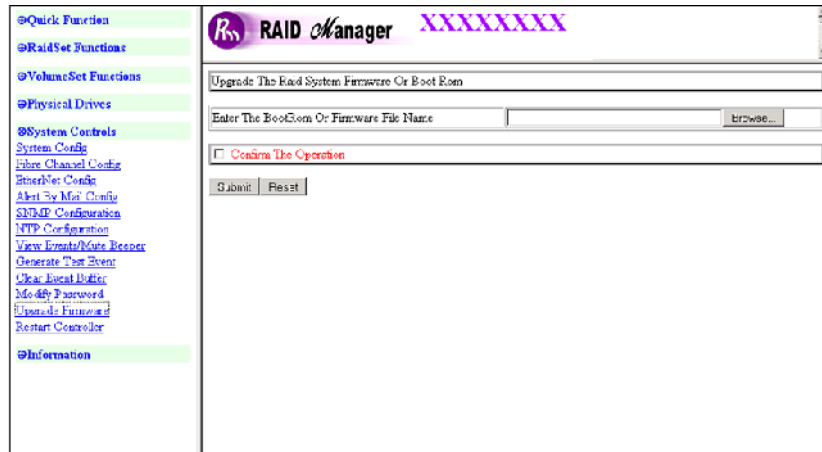 Quick Function
RaidSet Functions
VolumeSet Functions
Physical Drives
System Controls
System Config
Fibre Channel Config
EtherNet Config
Alert By Mail Config
SNMP Configuration
NTP Configuration
View Events/Mute Beeper
Generate Test Event
Clear Event Buffer
Modify Password
Upgrade Firmware
Restart Controller
Information
RAID Manager XXXXXXXX
Upgrade The Raid System Firmware Or Boot Rom
Enter The BootRom Or Firmware File Name Browse...
Confirm The Operation
Submit Reset